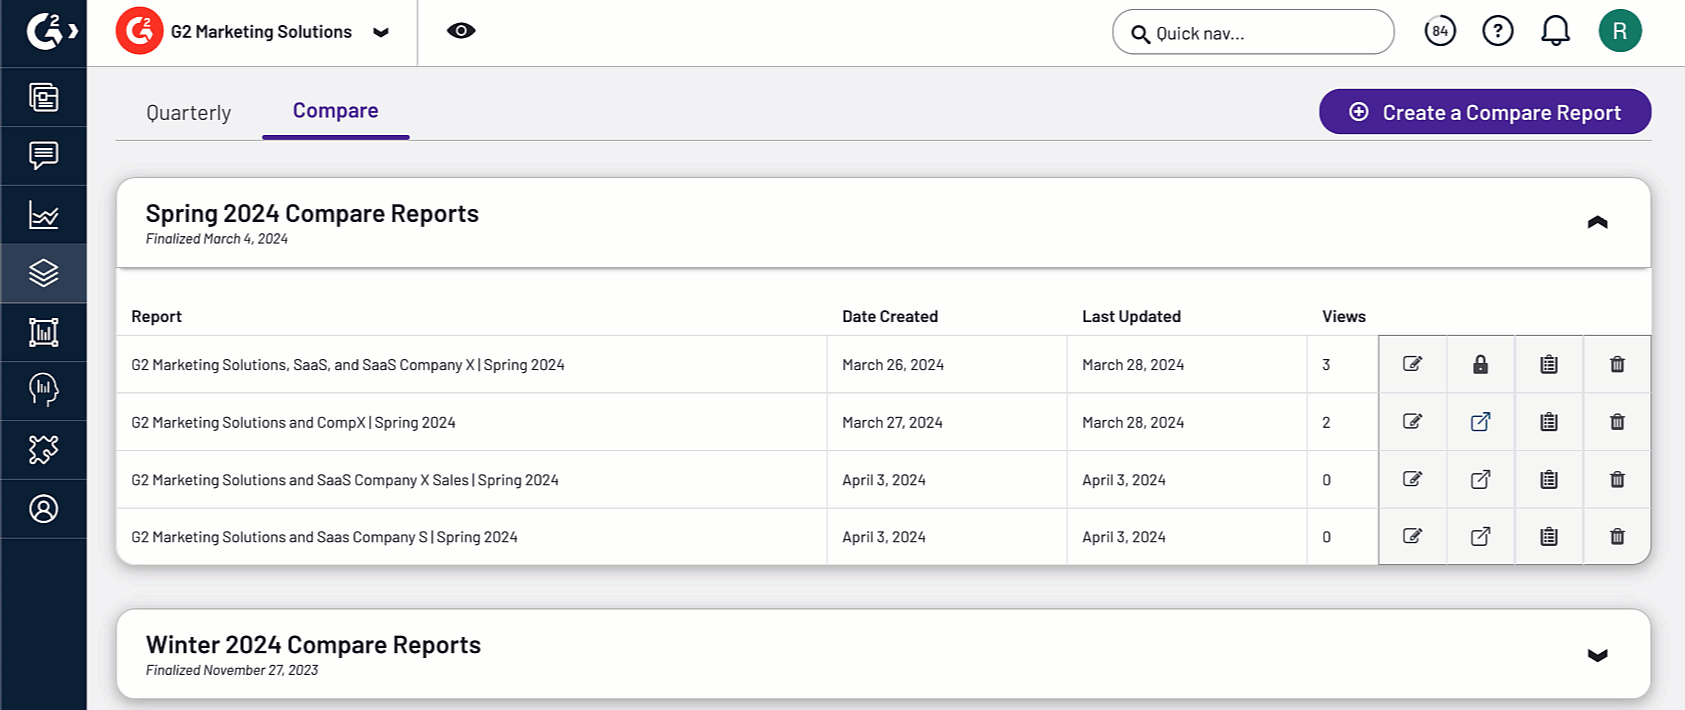 G2
G2 G2 Marketing Solutions
Quick nav...
84
?
R
Quarterly
Compare
Create a Compare Report
Spring 2024 Compare Reports
Finalized March 4, 2024
Report Date Created Last Updated Views
G2 Marketing Solutions, SaaS, and SaaS Company X | Spring 2024 March 26, 2024 March 28, 2024 3
G2 Marketing Solutions and CompX | Spring 2024 March 27, 2024 March 28, 2024 2
G2 Marketing Solutions and SaaS Company X Sales | Spring 2024 April 3, 2024 April 3, 2024 0
G2 Marketing Solutions and Saas Company S | Spring 2024 April 3, 2024 April 3, 2024 0
Winter 2024 Compare Reports
Finalized November 27, 2023